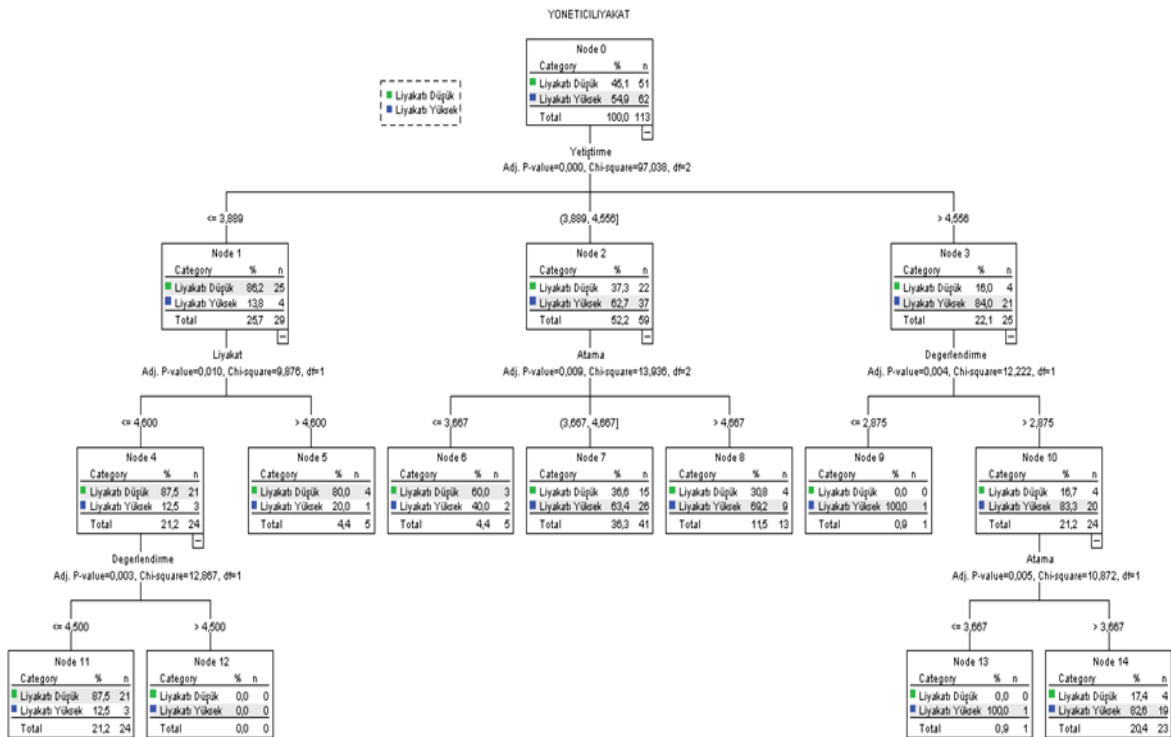 YONETICILIYAKAT
Node 0
Category % n
Liyakatı Düşük 45,1 51
Liyakatı Yüksek 54,9 62
Total 100,0 113
Liyakatı Düşük
Liyakatı Yüksek
Yetiştirme
Adj. P-value=0,000, Chi-square=97,038, df=2
<= 3,889
(3,889, 4,556]
> 4,556
Node 1
Category % n
Liyakatı Düşük 86,2 25
Liyakatı Yüksek 13,8 4
Total 25,7 29
Node 2
Category % n
Liyakatı Düşük 37,3 22
Liyakatı Yüksek 62,7 37
Total 52,2 59
Node 3
Category % n
Liyakatı Düşük 16,0 4
Liyakatı Yüksek 84,0 21
Total 22,1 25
Liyakat
Adj. P-value=0,010, Chi-square=9,876, df=1
Atama
Adj. P-value=0,009, Chi-square=13,936, df=2
Degerlendirme
Adj. P-value=0,004, Chi-square=12,222, df=1
<= 4,600
> 4,600
<= 3,667
(3,667, 4,667]
> 4,667
<= 2,875
> 2,875
Node 4
Category % n
Liyakatı Düşük 87,5 21
Liyakatı Yüksek 12,5 3
Total 21,2 24
Node 5
Category % n
Liyakatı Düşük 80,0 4
Liyakatı Yüksek 20,0 1
Total 4,4 5
Node 6
Category % n
Liyakatı Düşük 60,0 3
Liyakatı Yüksek 40,0 2
Total 4,4 5
Node 7
Category % n
Liyakatı Düşük 36,6 15
Liyakatı Yüksek 63,4 26
Total 36,3 41
Node 8
Category % n
Liyakatı Düşük 30,8 4
Liyakatı Yüksek 69,2 9
Total 11,5 13
Node 9
Category % n
Liyakatı Düşük 0,0 0
Liyakatı Yüksek 100,0 1
Total 0,9 1
Node 10
Category % n
Liyakatı Düşük 16,7 4
Liyakatı Yüksek 83,3 20
Total 21,2 24
Degerlendirme
Adj. P-value=0,003, Chi-square=12,867, df=1
Atama
Adj. P-value=0,005, Chi-square=10,872, df=1
<= 4,500
> 4,500
<= 3,667
> 3,667
Node 11
Category % n
Liyakatı Düşük 87,5 21
Liyakatı Yüksek 12,5 3
Total 21,2 24
Node 12
Category % n
Liyakatı Düşük 0,0 0
Liyakatı Yüksek 0,0 0
Total 0,0 0
Node 13
Category % n
Liyakatı Düşük 0,0 0
Liyakatı Yüksek 100,0 1
Total 0,9 1
Node 14
Category % n
Liyakatı Düşük 17,4 4
Liyakatı Yüksek 82,6 19
Total 20,4 23